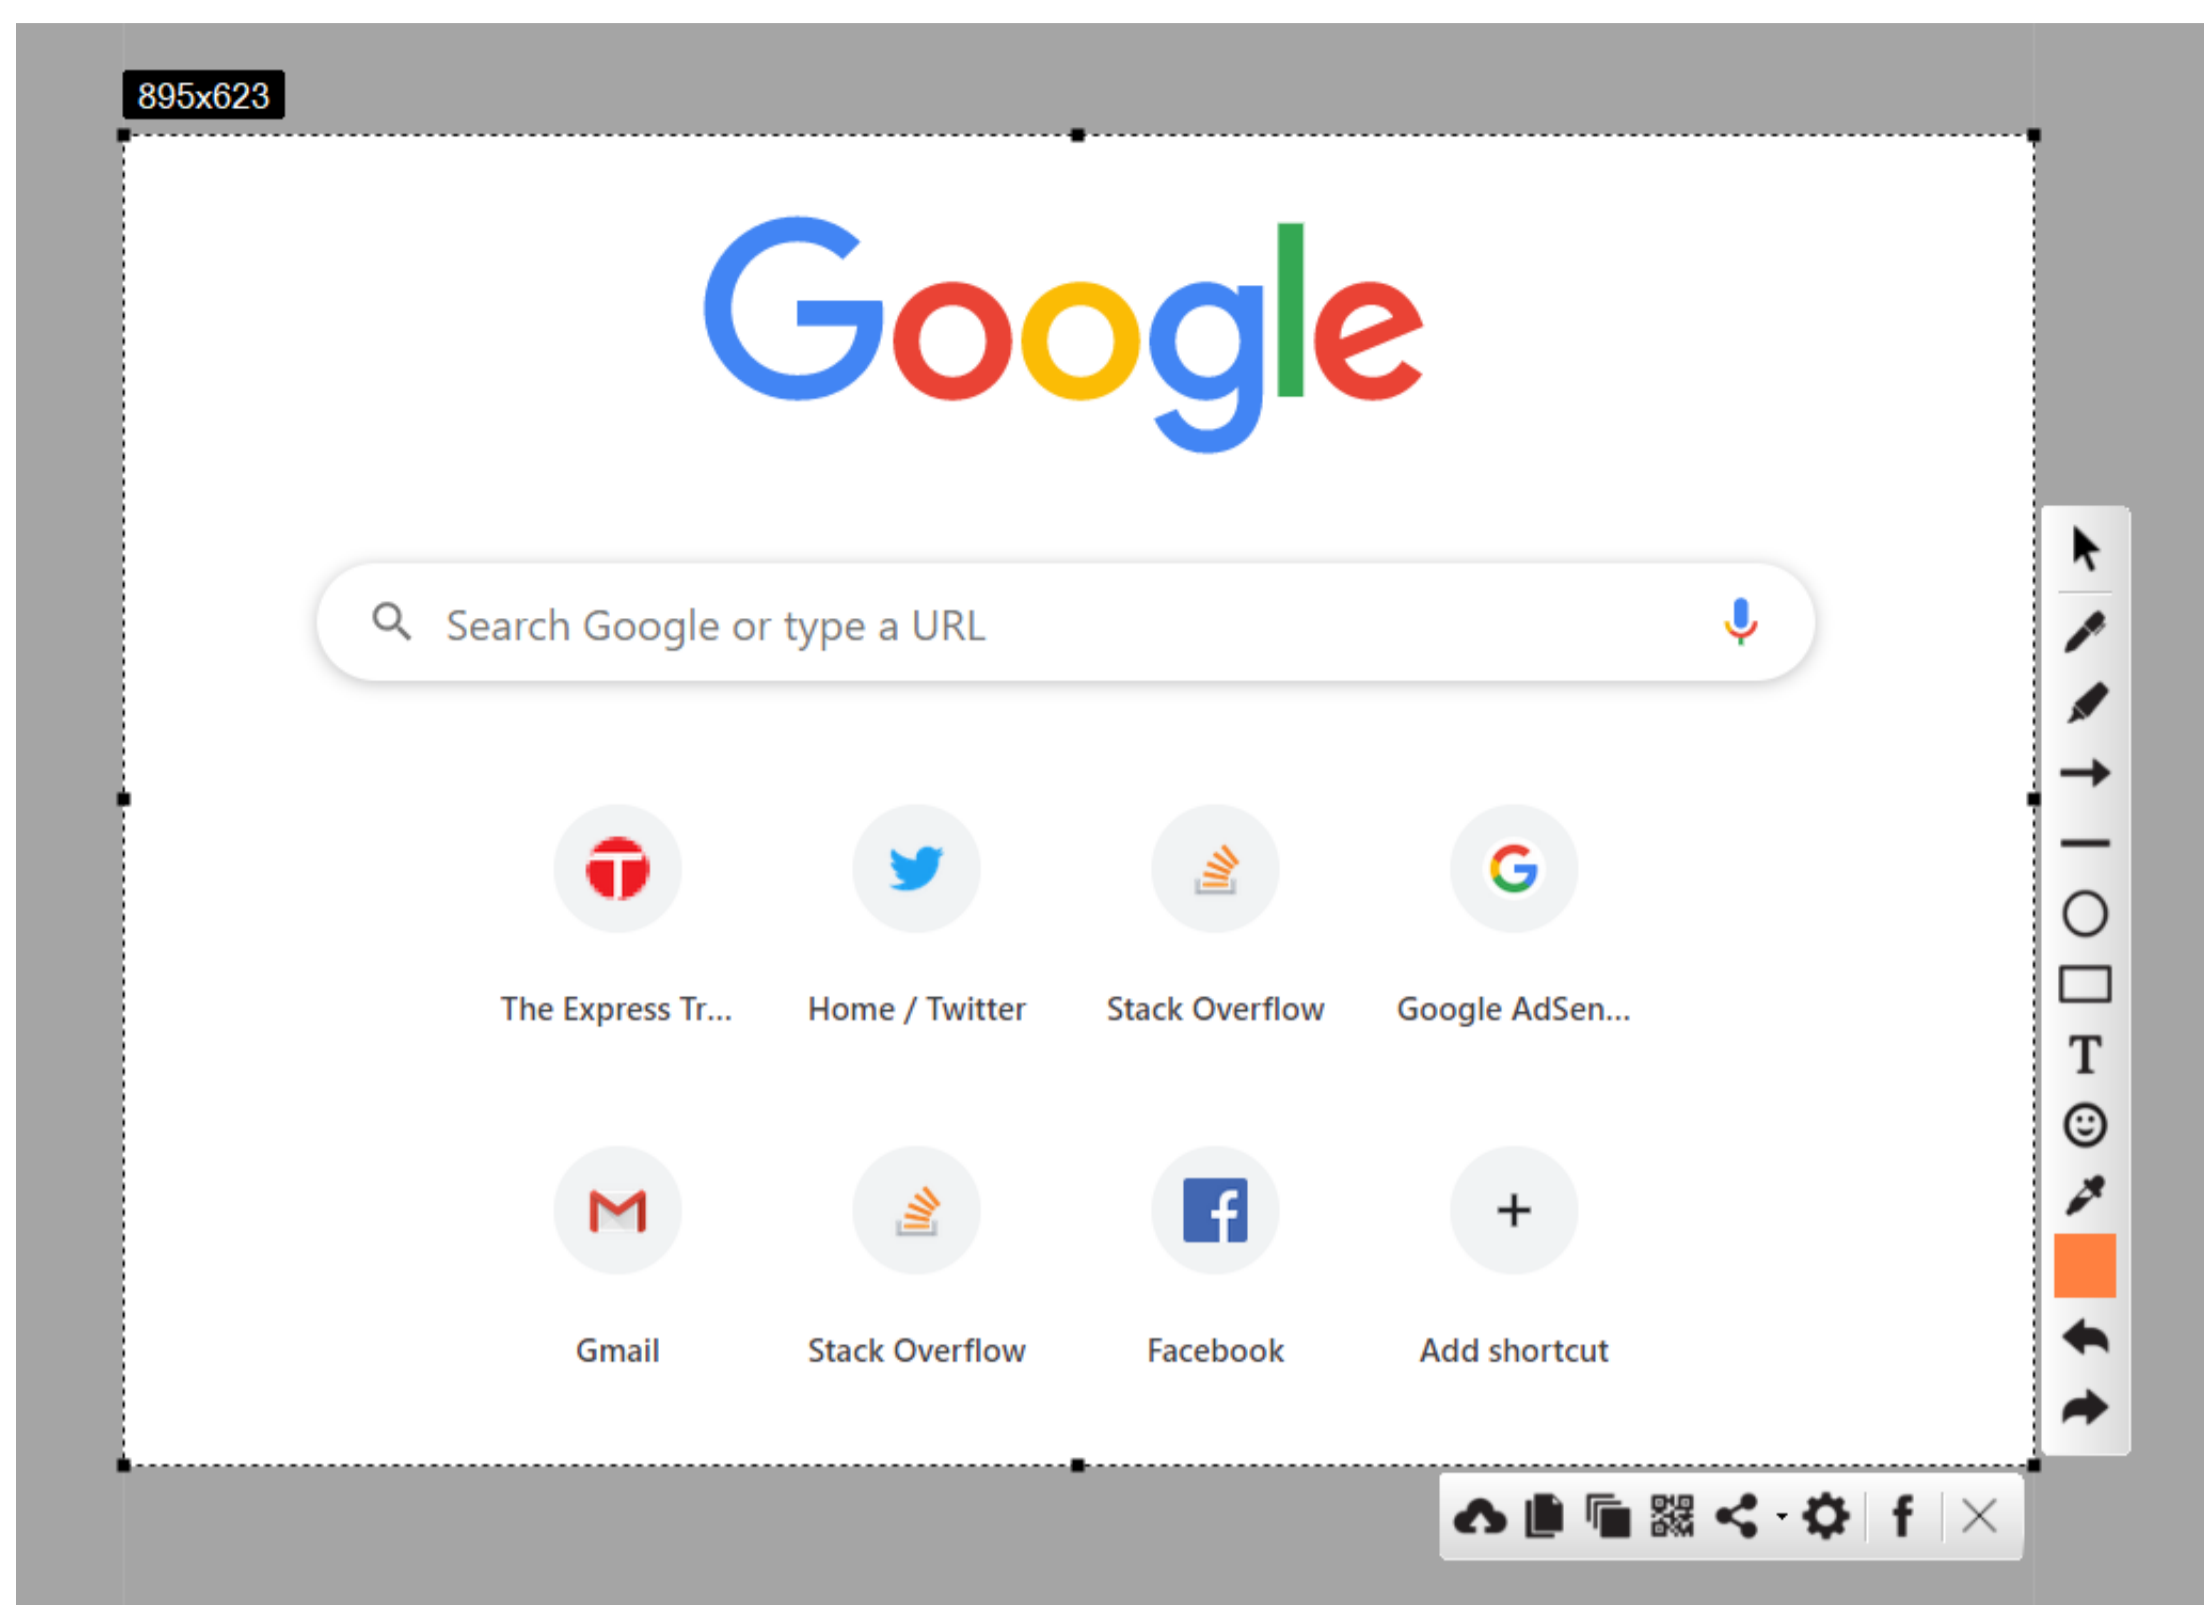 895x623
Google
Search Google or type a URL
The Express Tr...
Home / Twitter
Stack Overflow
Google AdSen...
Gmail
Stack Overflow
Facebook
Add shortcut